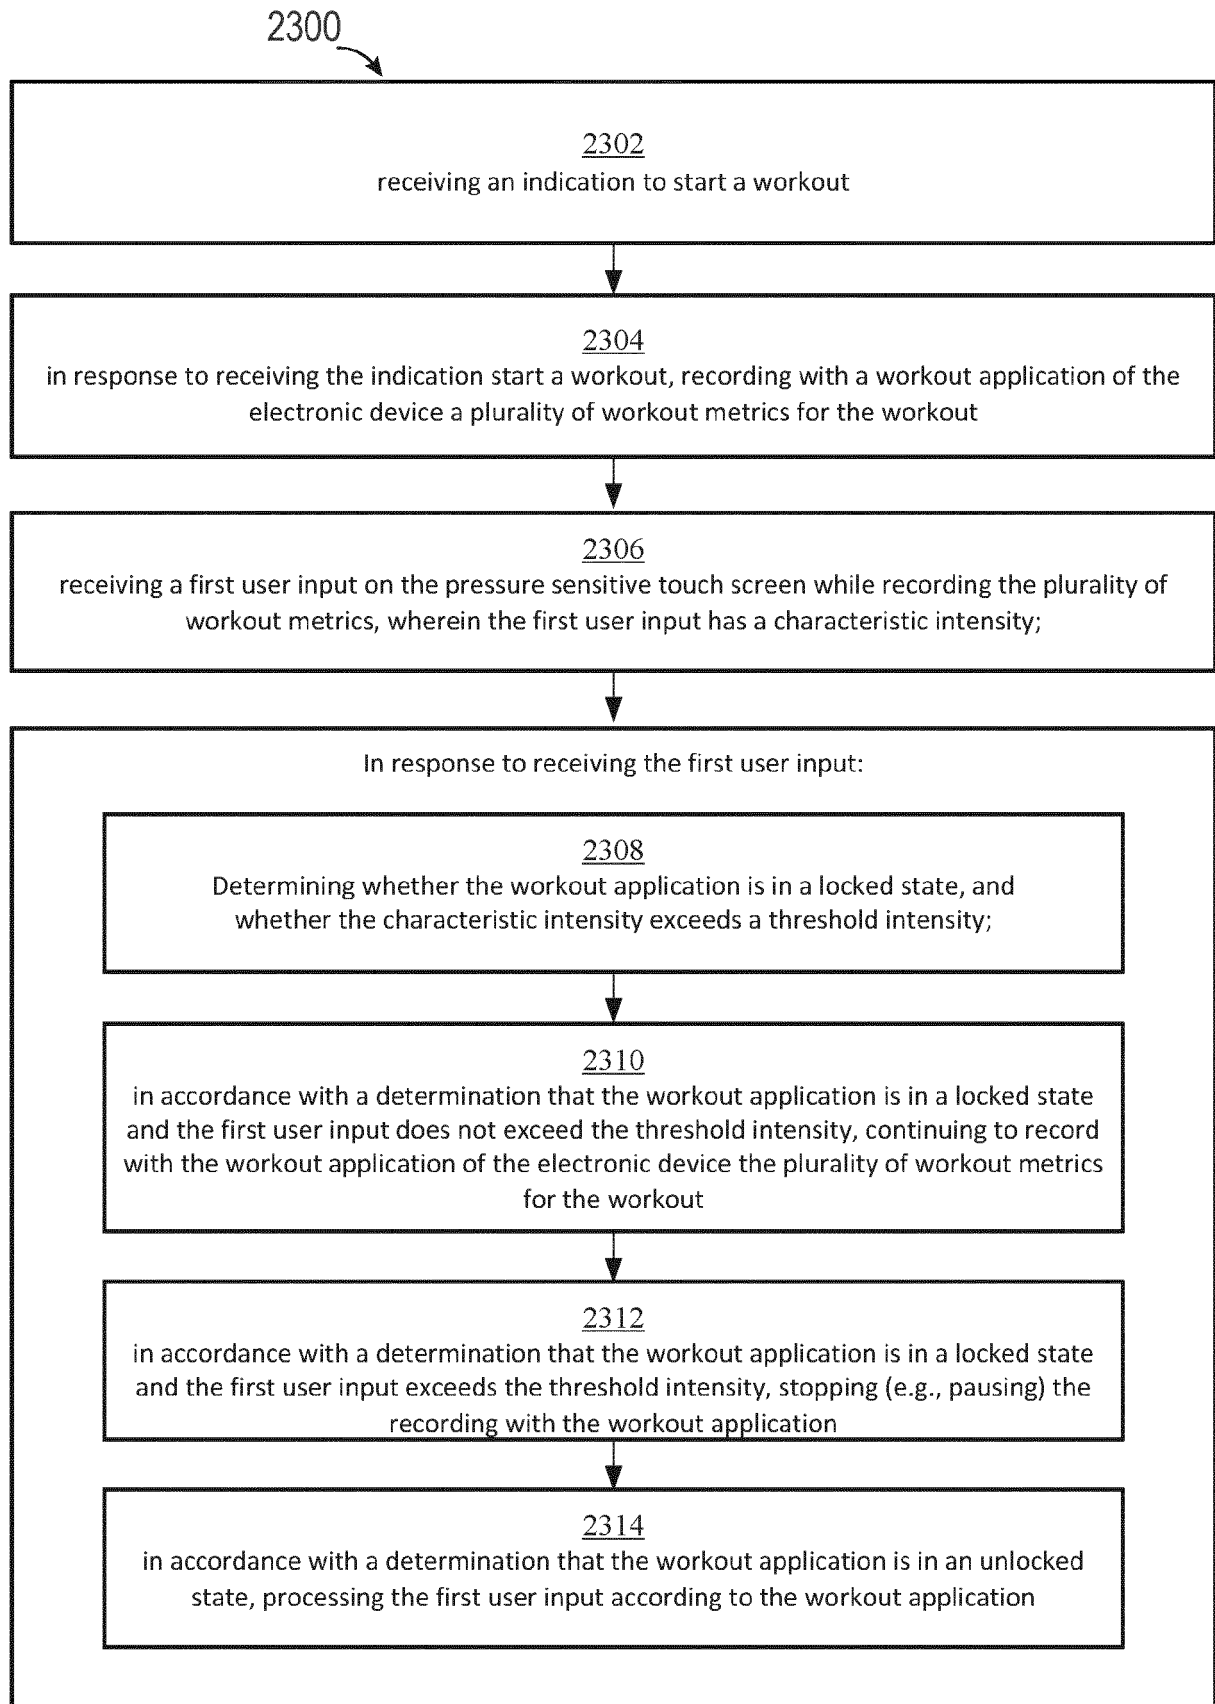 2300
2302
receiving an indication to start a workout
2304
in response to receiving the indication start a workout, recording with a workout application of the
electronic device a plurality of workout metrics for the workout
2306
receiving a first user input on the pressure sensitive touch screen while recording the plurality of
workout metrics, wherein the first user input has a characteristic intensity;
In response to receiving the first user input:
2308
Determining whether the workout application is in a locked state, and
whether the characteristic intensity exceeds a threshold intensity;
2310
in accordance with a determination that the workout application is in a locked state
and the first user input does not exceed the threshold intensity, continuing to record
with the workout application of the electronic device the plurality of workout metrics
for the workout
2312
in accordance with a determination that the workout application is in a locked state
and the first user input exceeds the threshold intensity, stopping (e.g., pausing) the
recording with the workout application
2314
in accordance with a determination that the workout application is in an unlocked
state, processing the first user input according to the workout application